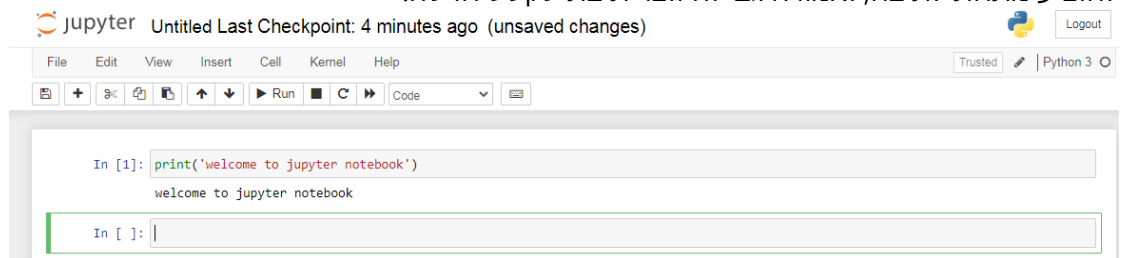 jupyter Untitled Last Checkpoint: 4 minutes ago (unsaved changes) Logout
File Edit View Insert Cell Kernel Help Trusted Python 3
Run Code
In [1]: print('welcome to jupyter notebook')
welcome to jupyter notebook
In [ ]: